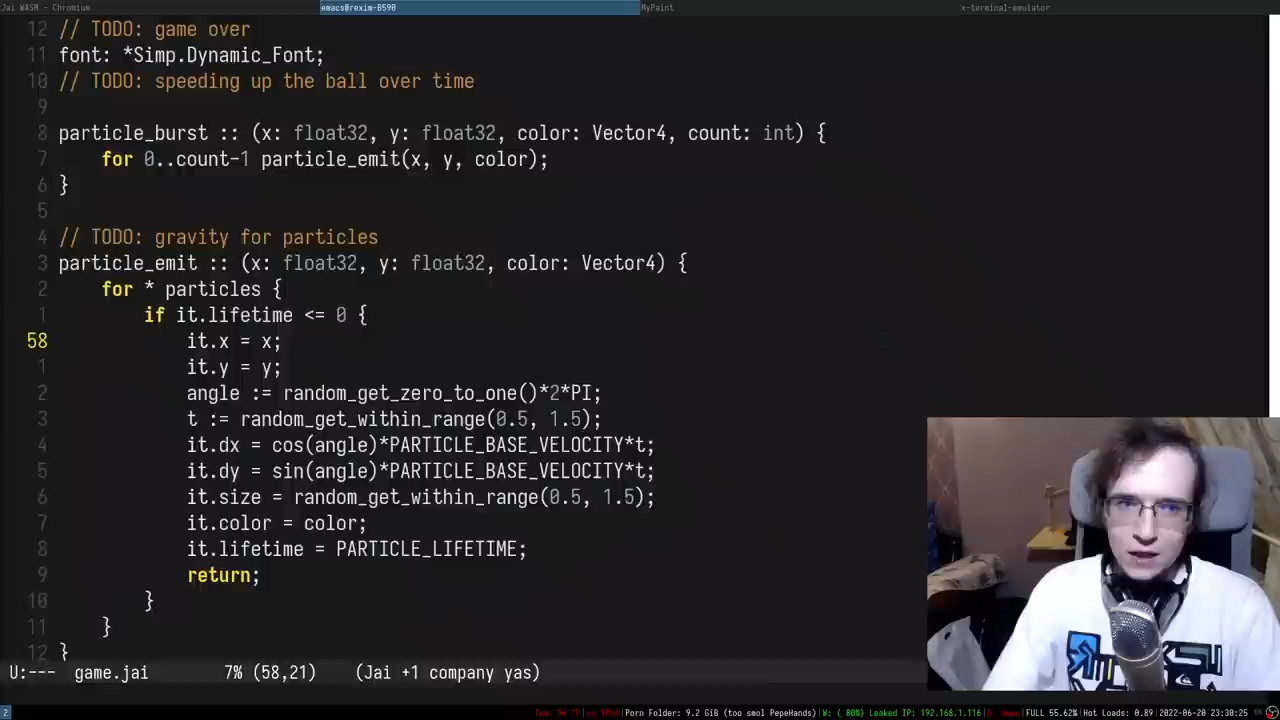 Jai WASM - Chromium emacs@rexim-B590 MyPaint x-terminal-emulator
12 // TODO: game over
11 font: *Simp.Dynamic_Font;
10 // TODO: speeding up the ball over time
9
8 particle_burst :: (x: float32, y: float32, color: Vector4, count: int) {
7 for 0..count-1 particle_emit(x, y, color);
6 }
5
4 // TODO: gravity for particles
3 particle_emit :: (x: float32, y: float32, color: Vector4) {
2 for * particles {
1 if it.lifetime <= 0 {
58 it.x = x;
1 it.y = y;
2 angle := random_get_zero_to_one()*2*PI;
3 t := random_get_within_range(0.5, 1.5);
4 it.dx = cos(angle)*PARTICLE_BASE_VELOCITY*t;
5 it.dy = sin(angle)*PARTICLE_BASE_VELOCITY*t;
6 it.size = random_get_within_range(0.5, 1.5);
7 it.color = color;
8 it.lifetime = PARTICLE_LIFETIME;
9 return;
10 }
11 }
12 }
U:--- game.jai 7% (58,21) (Jai +1 company yas)
2 Porn Folder: 9.2 GiB (too smol PepeHands) W: ( 80%) Leaked IP: 192.168.1.116 FULL 55.62% Hot Loads: 0.89 2022-06-20 23:30:25 EN